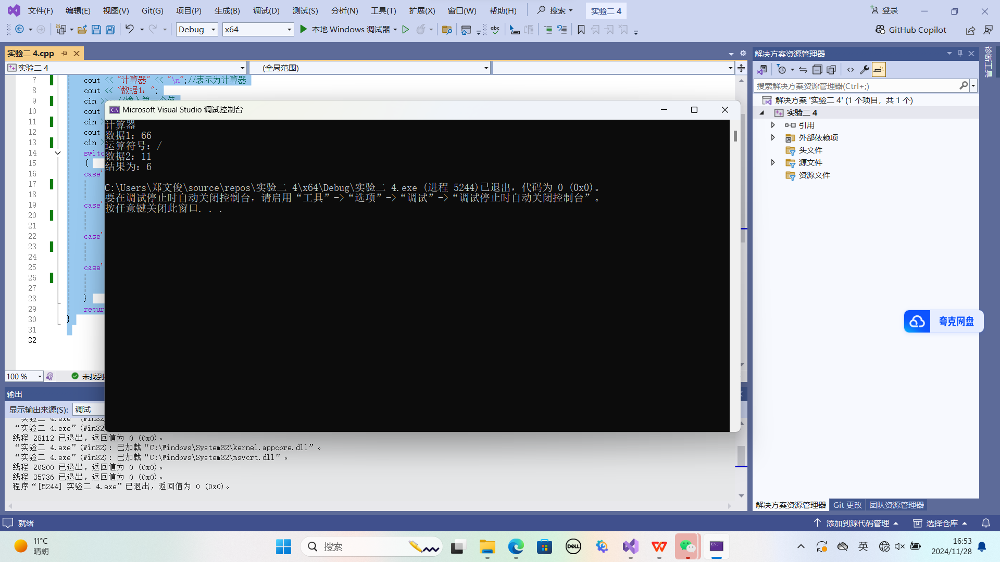 文件(F) 编辑(E) 视图(V) Git(G) 项目(P) 生成(B) 调试(D) 测试(S) 分析(N) 工具(T) 扩展(X) 窗口(W) 帮助(H) 搜索 实验二 4 登录
Debug x64 本地 Windows 调试器 abc GitHub Copilot
实验二 4.cpp
实验二 4 (全局范围)
7 cout << "计算器" << "\n";//表示为计算器
8 cout << "数据1: ";
9 cin >
10 cout
11 cin >
12 cout
13 cin >
14 switc
15 {
16 case'
17
18
19 case'
20
21
22 case'
23
24
25 case'
26
27
28 }
29 return
30 }
31
32
Microsoft Visual Studio 调试控制台
计算器
数据1: 66
运算符号: /
数据2: 11
结果为: 6
C:\Users\郑文俊\source\repos\实验二 4\x64\Debug\实验二 4.exe (进程 5244)已退出，代码为 0 (0x0)。
要在调试停止时自动关闭控制台，请启用“工具”->“选项”->“调试”->“调试停止时自动关闭控制台”。
按任意键关闭此窗口. . .
100 % 未找到
输出
显示输出来源(S): 调试
“实验二 4.exe”(Win32)
“实验二 4.exe”(Win32)
线程 28112 已退出，返回值为 0 (0x0)。
“实验二 4.exe”(Win32): 已加载“C:\Windows\System32\kernel.appcore.dll”。
“实验二 4.exe”(Win32): 已加载“C:\Windows\System32\msvcrt.dll”。
线程 20800 已退出，返回值为 0 (0x0)。
线程 35736 已退出，返回值为 0 (0x0)。
程序“[5244] 实验二 4.exe”已退出，返回值为 0 (0x0)。
解决方案资源管理器
搜索解决方案资源管理器(Ctrl+;)
解决方案 '实验二 4' (1 个项目，共 1 个)
实验二 4
引用
外部依赖项
头文件
源文件
资源文件
诊断工具
夸克网盘
解决方案资源管理器 Git 更改 团队资源管理器
就绪 添加到源代码管理 选择仓库
11°C
晴朗
搜索
DELL
英
16:53
2024/11/28